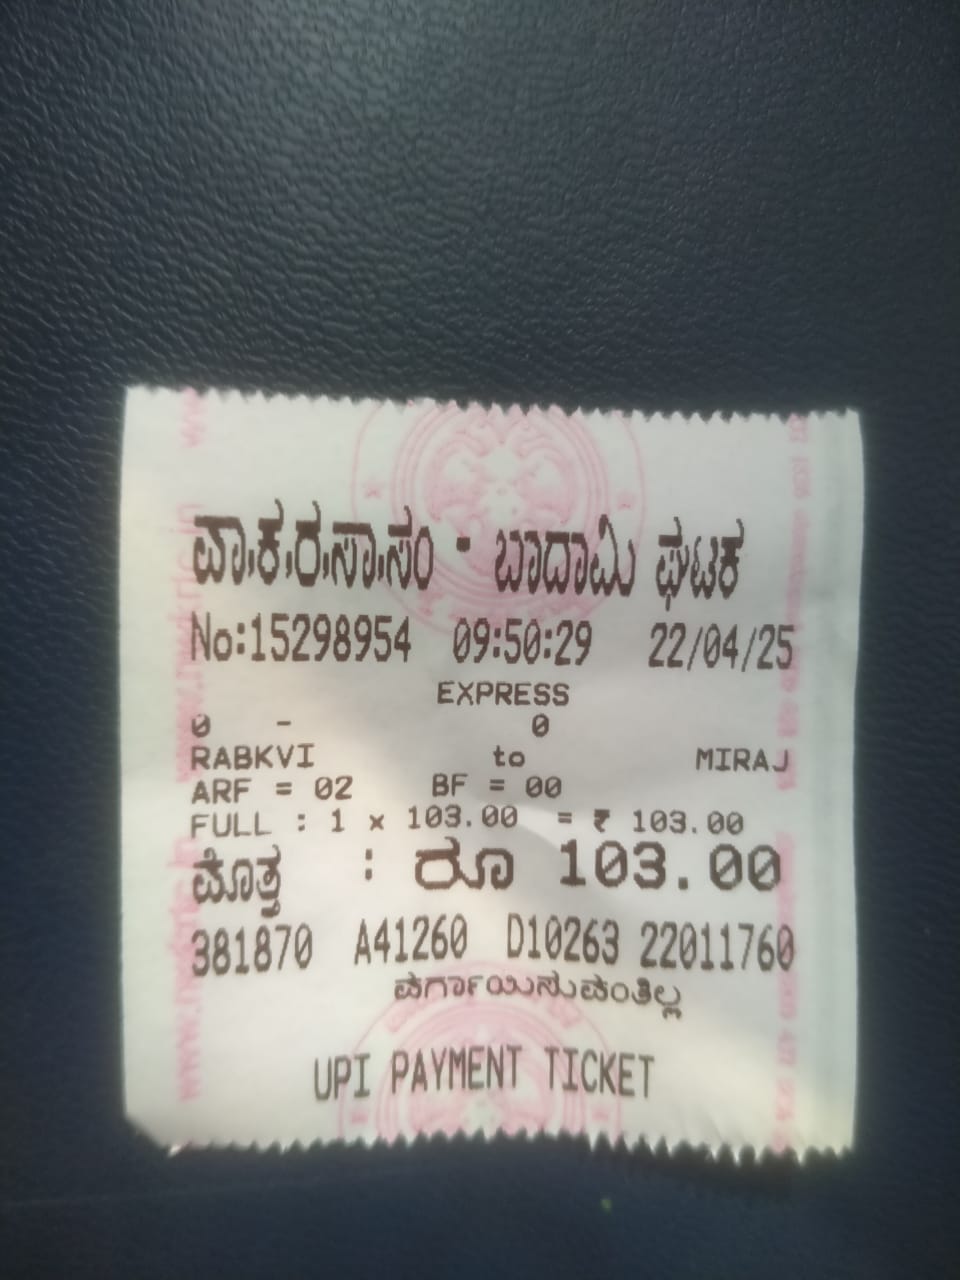 ವಾ.ಕ.ರ.ಸಾ.ಸಂ - ಬಾದಾಮಿ ಘಟಕ
No:15298954 09:50:29 22/04/25
EXPRESS
0 - 0
RABKVI to MIRAJ
ARF = 02 BF = 00
FULL : 1 x 103.00 = ₹ 103.00
ಮೊತ್ತ : ರೂ 103.00
381870 A41260 D10263 22011760
ವರ್ಗಾಯಿಸುವಂತಿಲ್ಲ
UPI PAYMENT TICKET